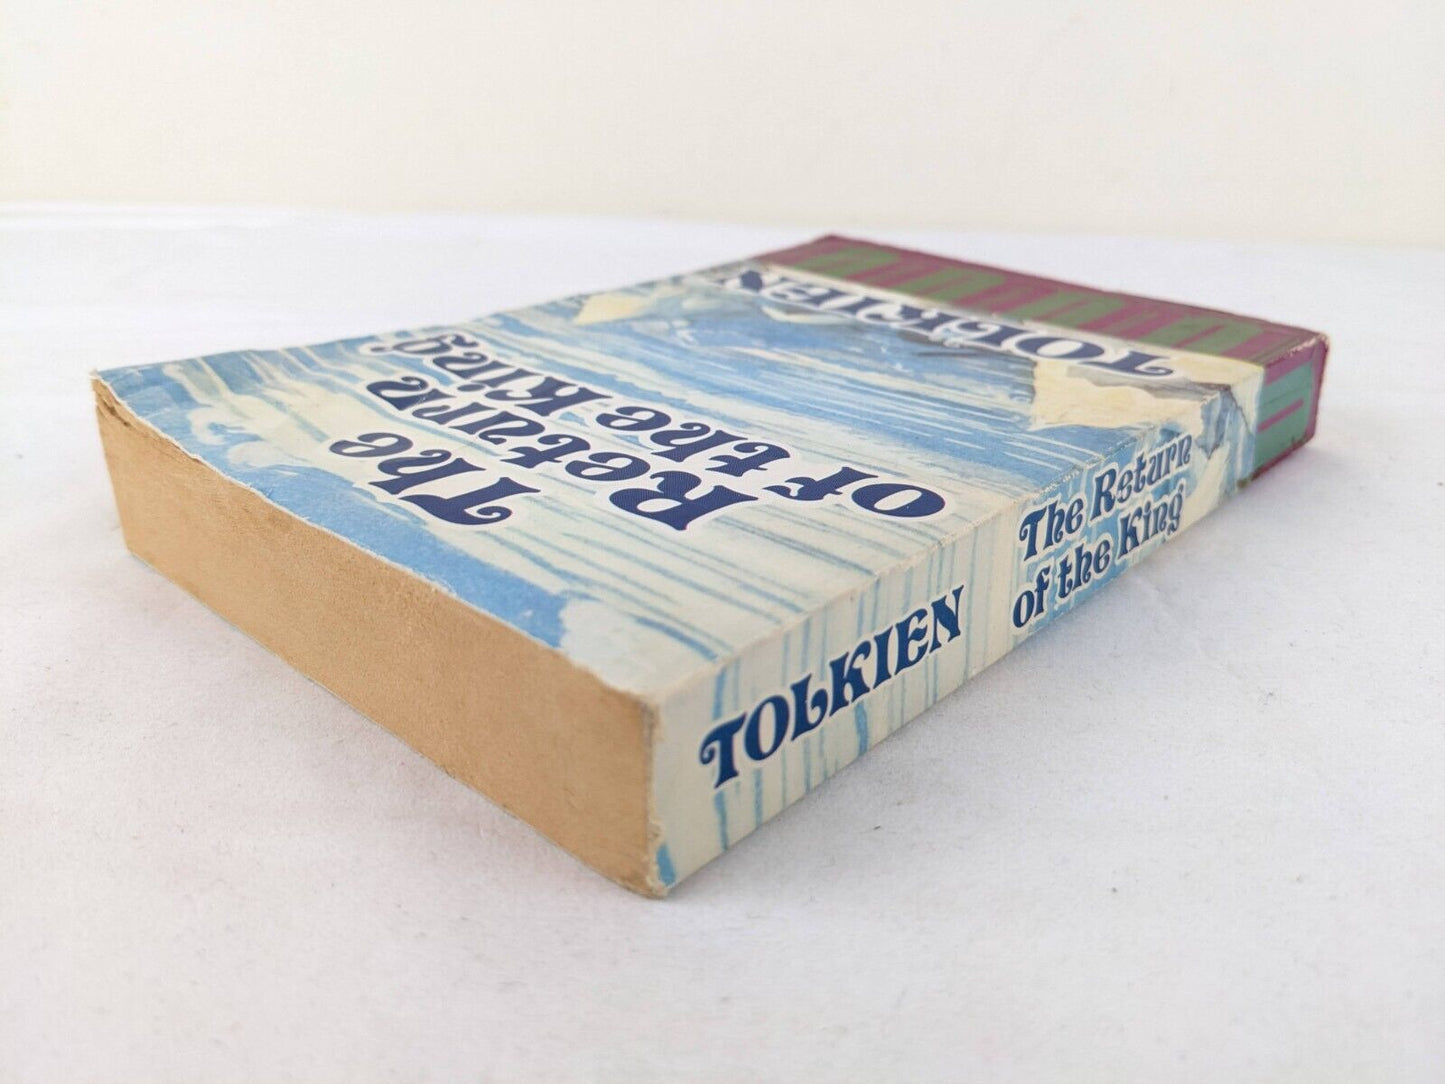 TOLKIEN
The
Return
of the King
TOLKIEN
The Return
of the King